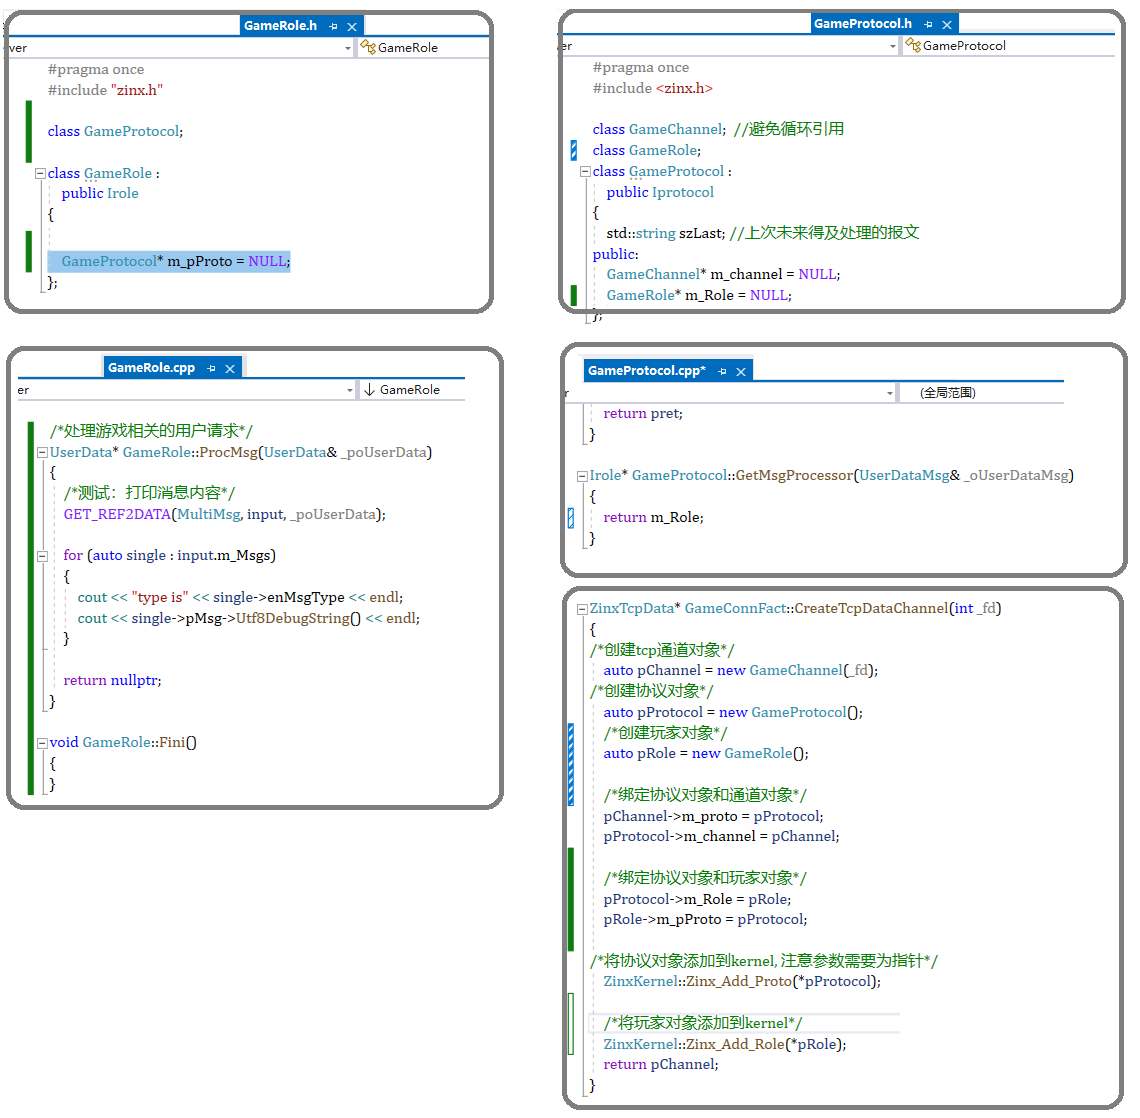 GameRole.h
ver
GameRole
#pragma once
#include "zinx.h"
class GameProtocol;
class GameRole :
public Irole
{
GameProtocol* m_pProto = NULL;
};
GameProtocol.h
er
GameProtocol
#pragma once
#include <zinx.h>
class GameChannel; //避免循环引用
class GameRole;
class GameProtocol :
public Iprotocol
{
std::string szLast; //上次未来得及处理的报文
public:
GameChannel* m_channel = NULL;
GameRole* m_Role = NULL;
};
GameRole.cpp
er
GameRole
/*处理游戏相关的用户请求*/
UserData* GameRole::ProcMsg(UserData& _poUserData)
{
/*测试：打印消息内容*/
GET_REF2DATA(MultiMsg, input, _poUserData);
for (auto single : input.m_Msgs)
{
cout << "type is" << single->enMsgType << endl;
cout << single->pMsg->Utf8DebugString() << endl;
}
return nullptr;
}
void GameRole::Fini()
{
}
GameProtocol.cpp*
r
(全局范围)
return pret;
}
Irole* GameProtocol::GetMsgProcessor(UserDataMsg& _oUserDataMsg)
{
return m_Role;
}
ZinxTcpData* GameConnFact::CreateTcpDataChannel(int _fd)
{
/*创建tcp通道对象*/
auto pChannel = new GameChannel(_fd);
/*创建协议对象*/
auto pProtocol = new GameProtocol();
/*创建玩家对象*/
auto pRole = new GameRole();
/*绑定协议对象和通道对象*/
pChannel->m_proto = pProtocol;
pProtocol->m_channel = pChannel;
/*绑定协议对象和玩家对象*/
pProtocol->m_Role = pRole;
pRole->m_pProto = pProtocol;
/*将协议对象添加到kernel, 注意参数需要为指针*/
ZinxKernel::Zinx_Add_Proto(*pProtocol);
/*将玩家对象添加到kernel*/
ZinxKernel::Zinx_Add_Role(*pRole);
return pChannel;
}